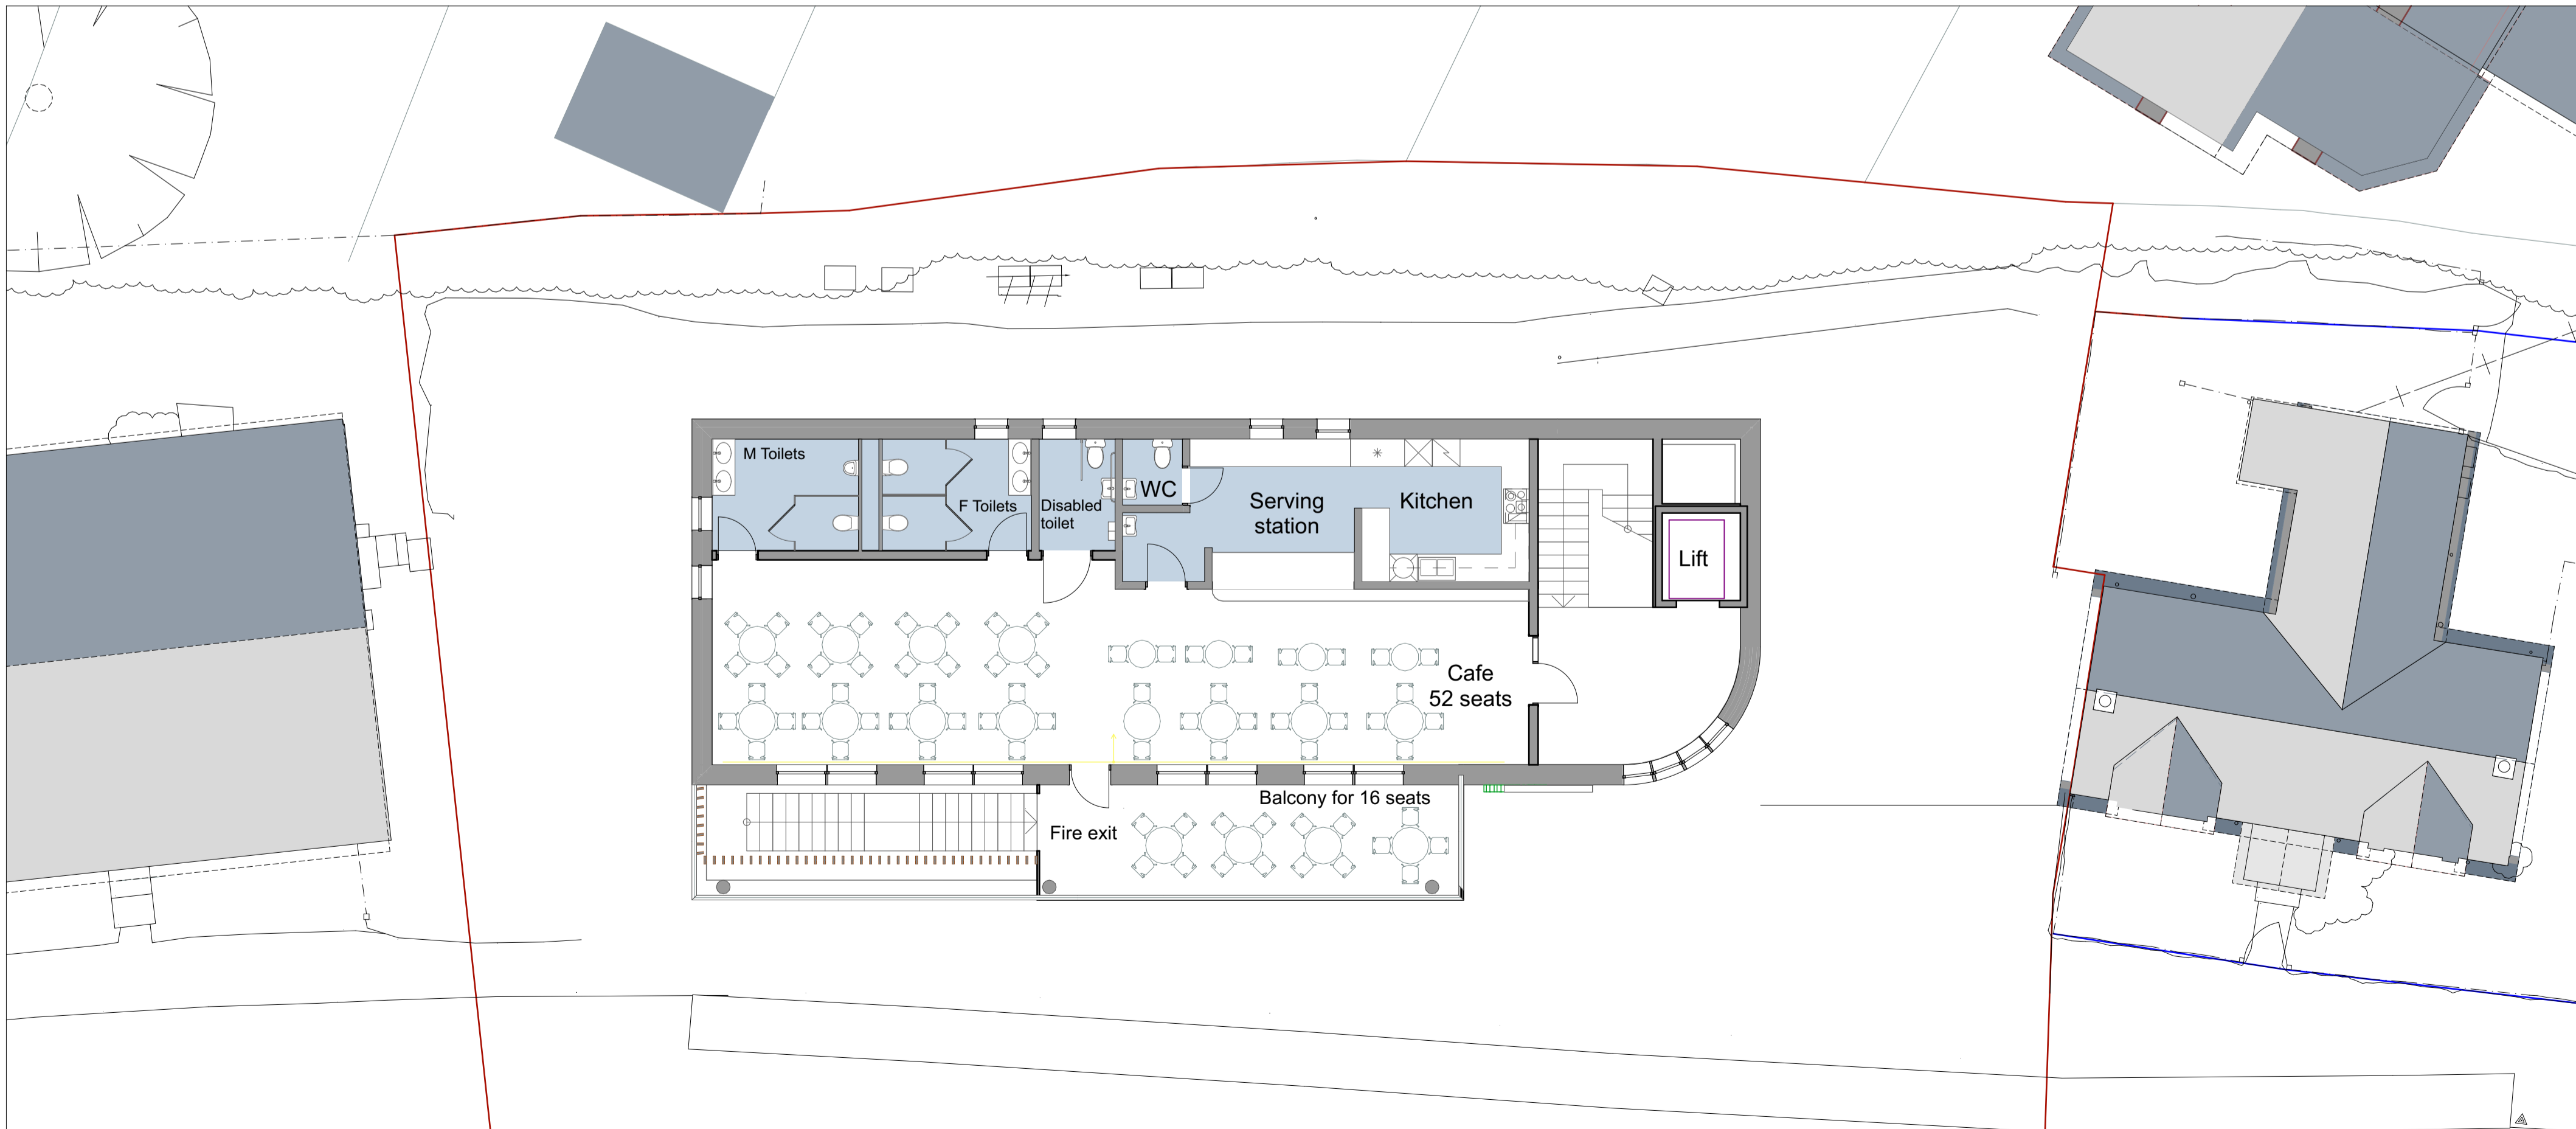 M Toilets
F Toilets
Disabled
toilet
WC
Serving
station
Kitchen
Lift
Cafe
52 seats
Balcony for 16 seats
Fire exit